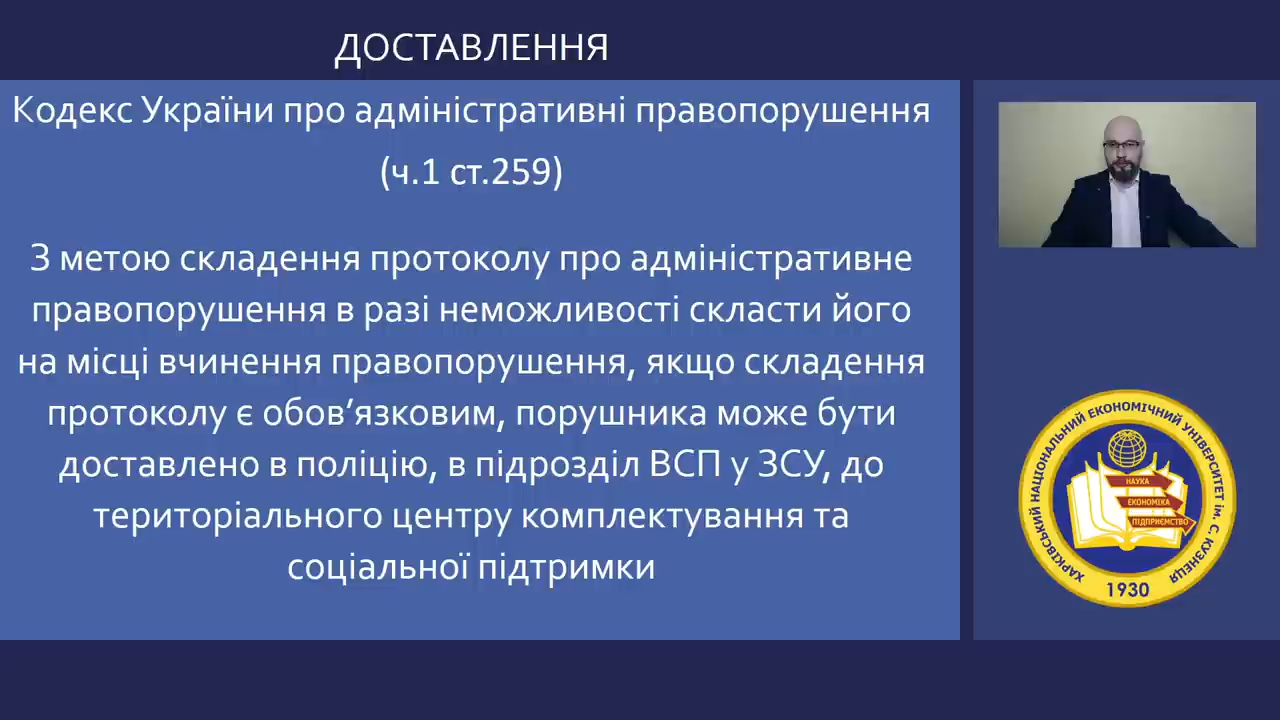 ДОСТАВЛЕННЯ
Кодекс України про адміністративні правопорушення
(ч.1 ст.259)
З метою складення протоколу про адміністративне
правопорушення в разі неможливості скласти його
на місці вчинення правопорушення, якщо складення
протоколу є обов’язковим, порушника може бути
доставлено в поліцію, в підрозділ ВСП у ЗСУ, до
територіального центру комплектування та
соціальної підтримки
ХАРКІВСЬКИЙ НАЦІОНАЛЬНИЙ ЕКОНОМІЧНИЙ УНІВЕРСИТЕТ ІМ. С. КУЗНЕЦЯ
НАУКА
ЕКОНОМІКА
ПІДПРИЄМСТВО
1930